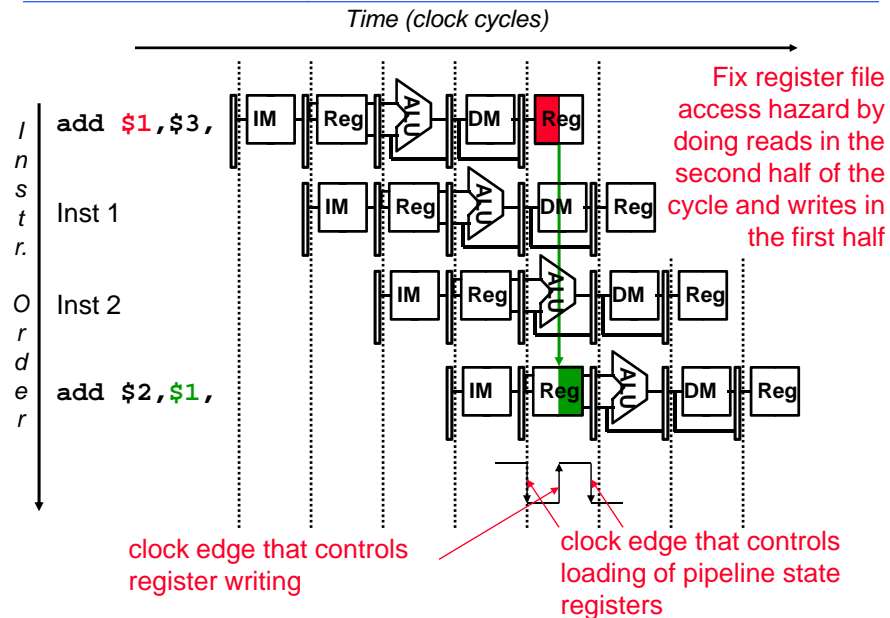 Time (clock cycles)
Instr. Order
add $1,$3,
IM Reg ALU DM Reg
Fix register file
access hazard by
doing reads in the
second half of the
cycle and writes in
the first half
Inst 1
IM Reg ALU DM Reg
Inst 2
IM Reg ALU DM Reg
add $2,$1,
IM Reg ALU DM Reg
clock edge that controls
register writing
clock edge that controls
loading of pipeline state
registers